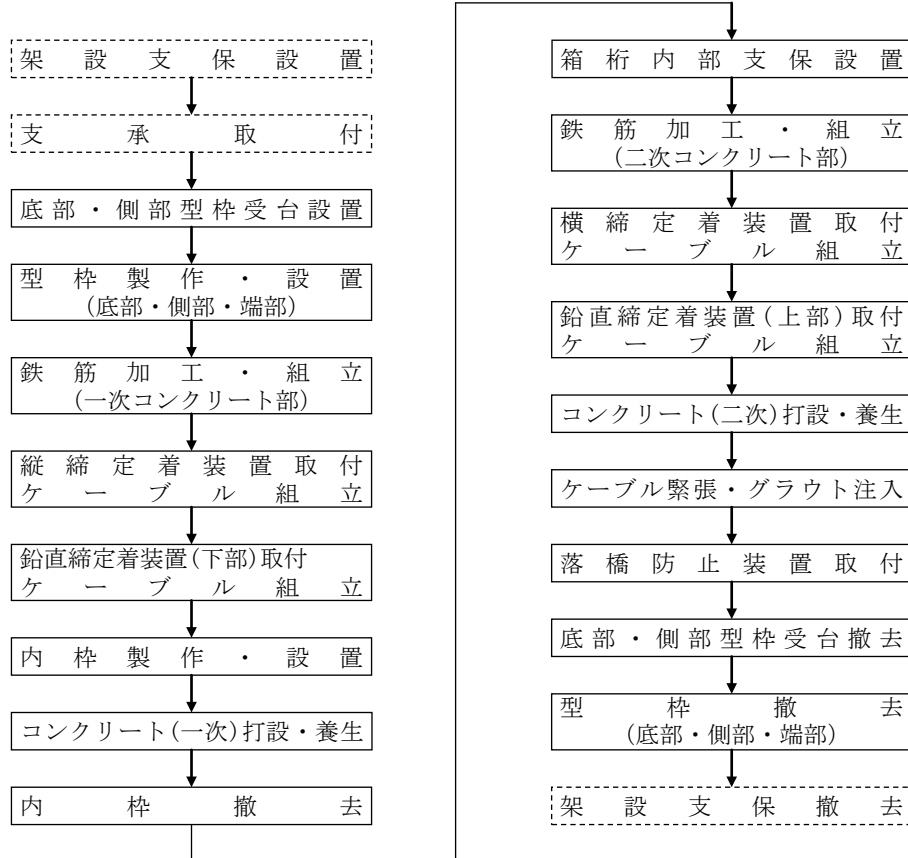 架設支保設置
支承取付
底部・側部型枠受台設置
型枠製作・設置
(底部・側部・端部)
鉄筋加工・組立
(一次コンクリート部)
縦締定着装置取付
ケーブル組立
鉛直締定着装置(下部)取付
ケーブル組立
内枠製作・設置
コンクリート(一次)打設・養生
内枠撤去
箱桁内部支保設置
鉄筋加工・組立
(二次コンクリート部)
横締定着装置取付
ケーブル組立
鉛直締定着装置(上部)取付
ケーブル組立
コンクリート(二次)打設・養生
ケーブル緊張・グラウト注入
落橋防止装置取付
底部・側部型枠受台撤去
型枠撤去
(底部・側部・端部)
架設支保撤去